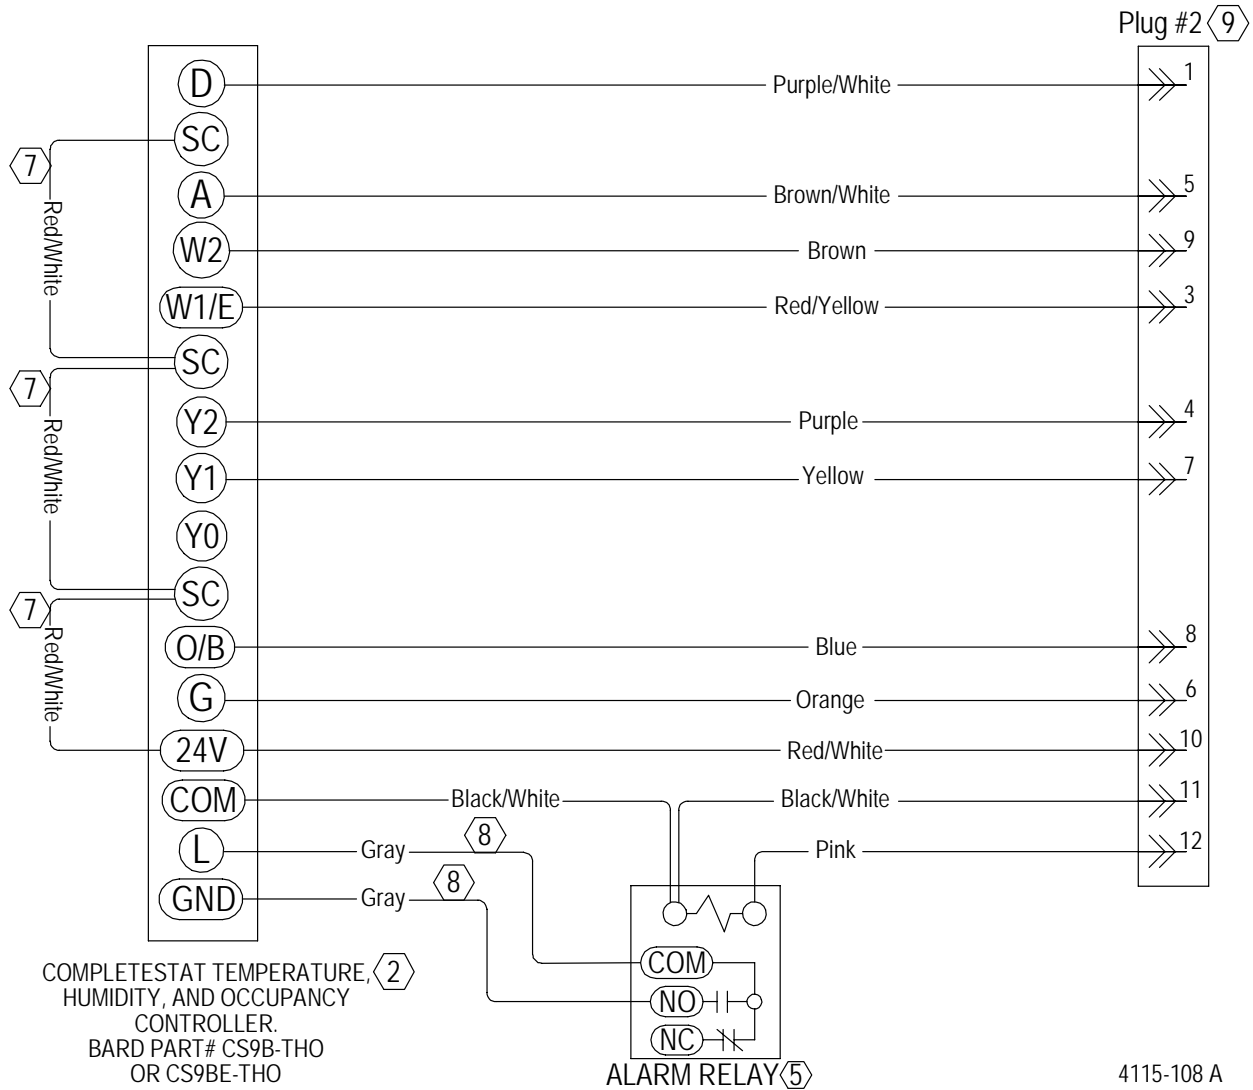 Plug #2 9
D Purple/White 1
SC
7
A Brown/White 5
Red/White
W2 Brown 9
W1/E Red/Yellow 3
SC
7
Y2 Purple 4
Red/White
Y1 Yellow 7
Y0
SC
7
Red/White
O/B Blue 8
G Orange 6
24V Red/White 10
COM Black/White Black/White 11
L Gray 8 Pink 12
GND Gray 8
COM
NO
NC
ALARM RELAY 5
COMPLETESTAT TEMPERATURE, 2
HUMIDITY, AND OCCUPANCY
CONTROLLER.
BARD PART# CS9B-THO
OR CS9BE-THO
4115-108 A